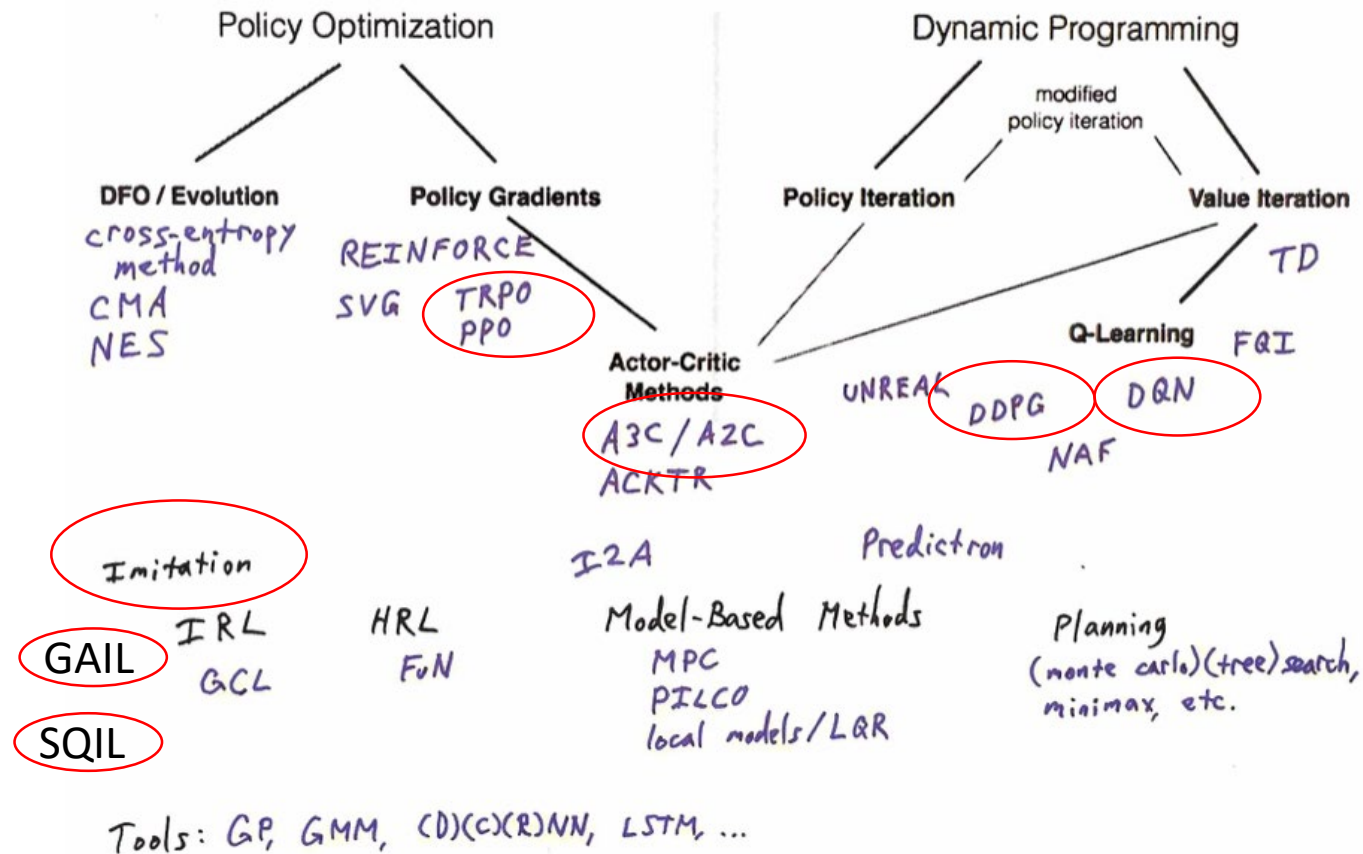 Policy Optimization
Dynamic Programming
modified
policy iteration
DFO / Evolution
Policy Gradients
Policy Iteration
Value Iteration
cross-entropy
method
CMA
NES
REINFORCE
SVG
TRPO
PPO
TD
Actor-Critic
Methods
A3C / A2C
ACKTR
Q-Learning
FQI
UNREAL
DDPG
DQN
NAF
Imitation
I2A
Predictron
IRL
HRL
Model-Based Methods
Planning
GAIL
GCL
FuN
MPC
PILCO
local models/LQR
(monte carlo)(tree)search,
minimax, etc.
SQIL
Tools: GP, GMM, (D)(C)(R)NN, LSTM, ...